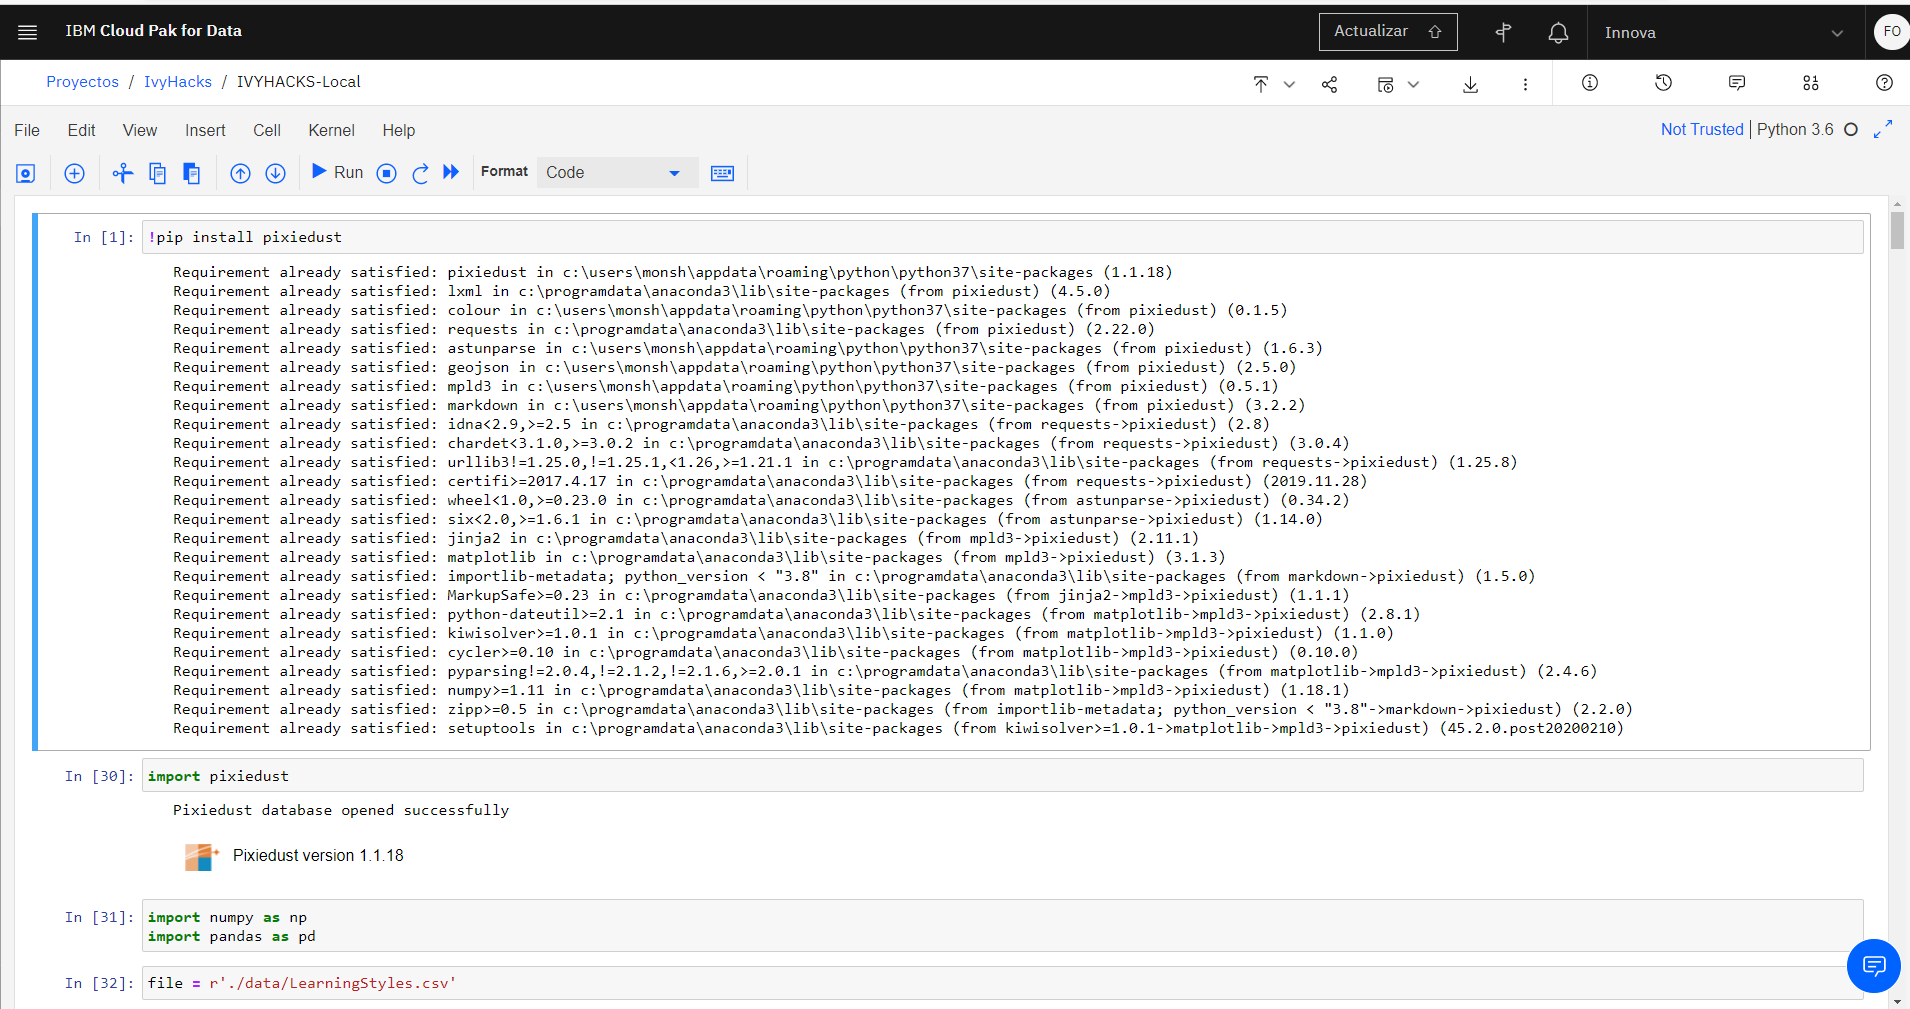 IBM Cloud Pak for Data
Actualizar
Innova
FO
Proyectos / IvyHacks / IVYHACKS-Local
File Edit View Insert Cell Kernel Help
Not Trusted | Python 3.6
Run
Format
Code
In [1]: !pip install pixiedust
Requirement already satisfied: pixiedust in c:\users\monsh\appdata\roaming\python\python37\site-packages (1.1.18)
Requirement already satisfied: lxml in c:\programdata\anaconda3\lib\site-packages (from pixiedust) (4.5.0)
Requirement already satisfied: colour in c:\users\monsh\appdata\roaming\python\python37\site-packages (from pixiedust) (0.1.5)
Requirement already satisfied: requests in c:\programdata\anaconda3\lib\site-packages (from pixiedust) (2.22.0)
Requirement already satisfied: astunparse in c:\users\monsh\appdata\roaming\python\python37\site-packages (from pixiedust) (1.6.3)
Requirement already satisfied: geojson in c:\users\monsh\appdata\roaming\python\python37\site-packages (from pixiedust) (2.5.0)
Requirement already satisfied: mpld3 in c:\users\monsh\appdata\roaming\python\python37\site-packages (from pixiedust) (0.5.1)
Requirement already satisfied: markdown in c:\users\monsh\appdata\roaming\python\python37\site-packages (from pixiedust) (3.2.2)
Requirement already satisfied: idna<2.9,>=2.5 in c:\programdata\anaconda3\lib\site-packages (from requests->pixiedust) (2.8)
Requirement already satisfied: chardet<3.1.0,>=3.0.2 in c:\programdata\anaconda3\lib\site-packages (from requests->pixiedust) (3.0.4)
Requirement already satisfied: urllib3!=1.25.0,!=1.25.1,<1.26,>=1.21.1 in c:\programdata\anaconda3\lib\site-packages (from requests->pixiedust) (1.25.8)
Requirement already satisfied: certifi>=2017.4.17 in c:\programdata\anaconda3\lib\site-packages (from requests->pixiedust) (2019.11.28)
Requirement already satisfied: wheel<1.0,>=0.23.0 in c:\programdata\anaconda3\lib\site-packages (from astunparse->pixiedust) (0.34.2)
Requirement already satisfied: six<2.0,>=1.6.1 in c:\programdata\anaconda3\lib\site-packages (from astunparse->pixiedust) (1.14.0)
Requirement already satisfied: jinja2 in c:\programdata\anaconda3\lib\site-packages (from mpld3->pixiedust) (2.11.1)
Requirement already satisfied: matplotlib in c:\programdata\anaconda3\lib\site-packages (from mpld3->pixiedust) (3.1.3)
Requirement already satisfied: importlib-metadata; python_version < "3.8" in c:\programdata\anaconda3\lib\site-packages (from markdown->pixiedust) (1.5.0)
Requirement already satisfied: MarkupSafe>=0.23 in c:\programdata\anaconda3\lib\site-packages (from jinja2->mpld3->pixiedust) (1.1.1)
Requirement already satisfied: python-dateutil>=2.1 in c:\programdata\anaconda3\lib\site-packages (from matplotlib->mpld3->pixiedust) (2.8.1)
Requirement already satisfied: kiwisolver>=1.0.1 in c:\programdata\anaconda3\lib\site-packages (from matplotlib->mpld3->pixiedust) (1.1.0)
Requirement already satisfied: cycler>=0.10 in c:\programdata\anaconda3\lib\site-packages (from matplotlib->mpld3->pixiedust) (0.10.0)
Requirement already satisfied: pyparsing!=2.0.4,!=2.1.2,!=2.1.6,>=2.0.1 in c:\programdata\anaconda3\lib\site-packages (from matplotlib->mpld3->pixiedust) (2.4.6)
Requirement already satisfied: numpy>=1.11 in c:\programdata\anaconda3\lib\site-packages (from matplotlib->mpld3->pixiedust) (1.18.1)
Requirement already satisfied: zipp>=0.5 in c:\programdata\anaconda3\lib\site-packages (from importlib-metadata; python_version < "3.8"->markdown->pixiedust) (2.2.0)
Requirement already satisfied: setuptools in c:\programdata\anaconda3\lib\site-packages (from kiwisolver>=1.0.1->matplotlib->mpld3->pixiedust) (45.2.0.post20200210)
In [30]: import pixiedust
Pixiedust database opened successfully
Pixiedust version 1.1.18
In [31]: import numpy as np
import pandas as pd
In [32]: file = r'./data/LearningStyles.csv'